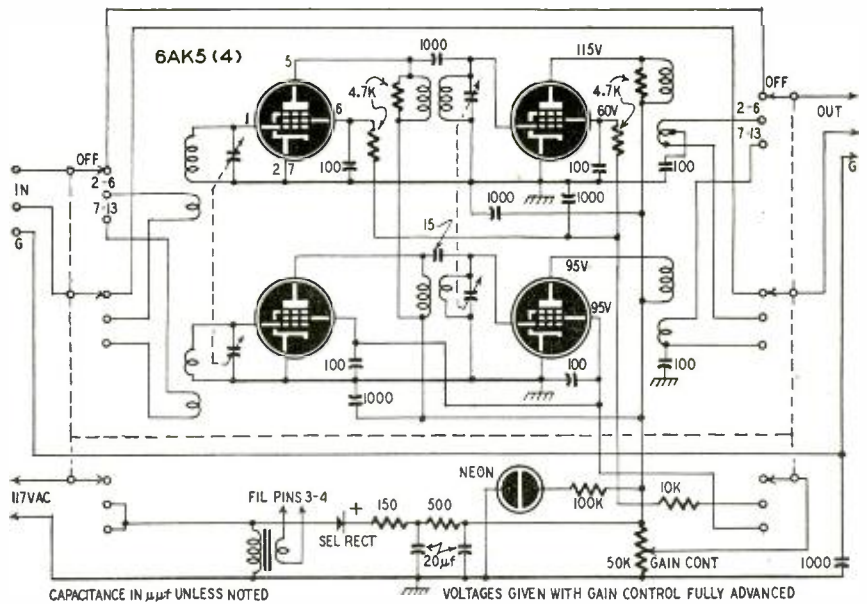 6AK5 (4)
5
1000
115V
4.7K
4.7K
60V
OFF
2-6
7-13
OUT
G
1
6
2 7
100
100
100
OFF
2-6
7-13
IN
G
1000
1000
15
95V
95V
100
1000
100
100
NEON
100K
10K
117VAC
FIL PINS 3-4
+
SEL RECT
150
500
20μf
50K
GAIN CONT
1000
CAPACITANCE IN μμf UNLESS NOTED
VOLTAGES GIVEN WITH GAIN CONTROL FULLY ADVANCED